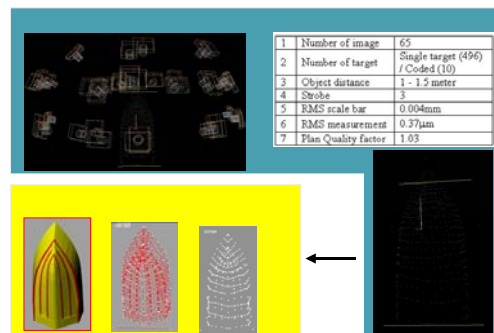 1 Number of image 65
2 Number of target Single target (496)
/ Coded (10)
3 Object distance 1 - 1.5 meter
4 Strobe 3
5 RMS scale bar 0.004mm
6 RMS measurement 0.37μm
7 Plan Quality factor 1.03